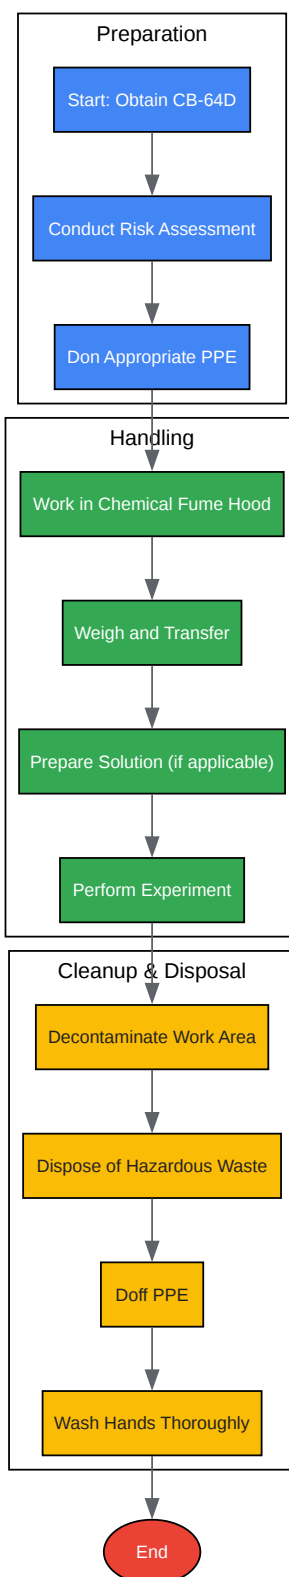 Preparation
Start: Obtain CB-64D
Conduct Risk Assessment
Don Appropriate PPE
Handling
Work in Chemical Fume Hood
Weigh and Transfer
Prepare Solution (if applicable)
Perform Experiment
Cleanup & Disposal
Decontaminate Work Area
Dispose of Hazardous Waste
Doff PPE
Wash Hands Thoroughly
End